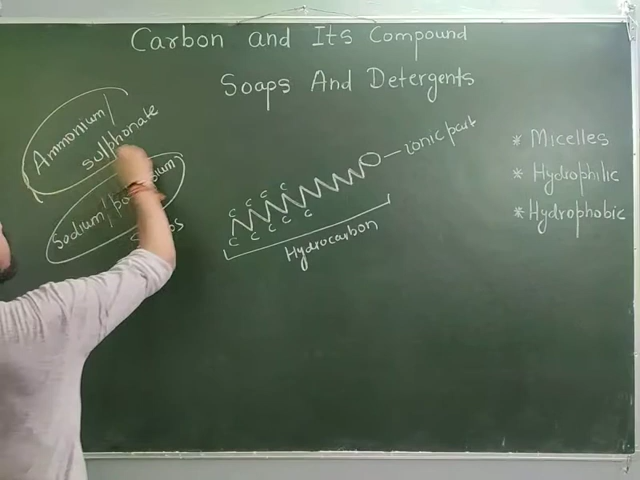 Carbon and Its Compound
Soaps And Detergents
Ammonium/
sulphonate
Sodium/
Ionic part
C C C C
C C C C C
Hydrocarbon
* Micelles
* Hydrophilic
* Hydrophobic